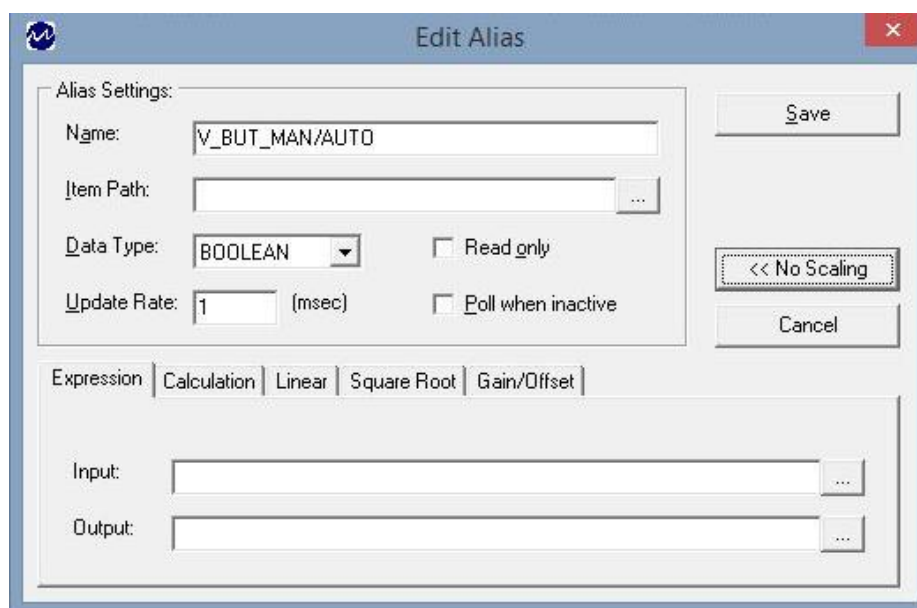 Edit Alias
Alias Settings:
Name: V_BUT_MAN/AUTO
Save
Item Path: ...
Data Type: BOOLEAN Read only
<< No Scaling
Update Rate: 1 (msec) Poll when inactive
Cancel
Expression Calculation Linear Square Root Gain/Offset
Input: ...
Output: ...